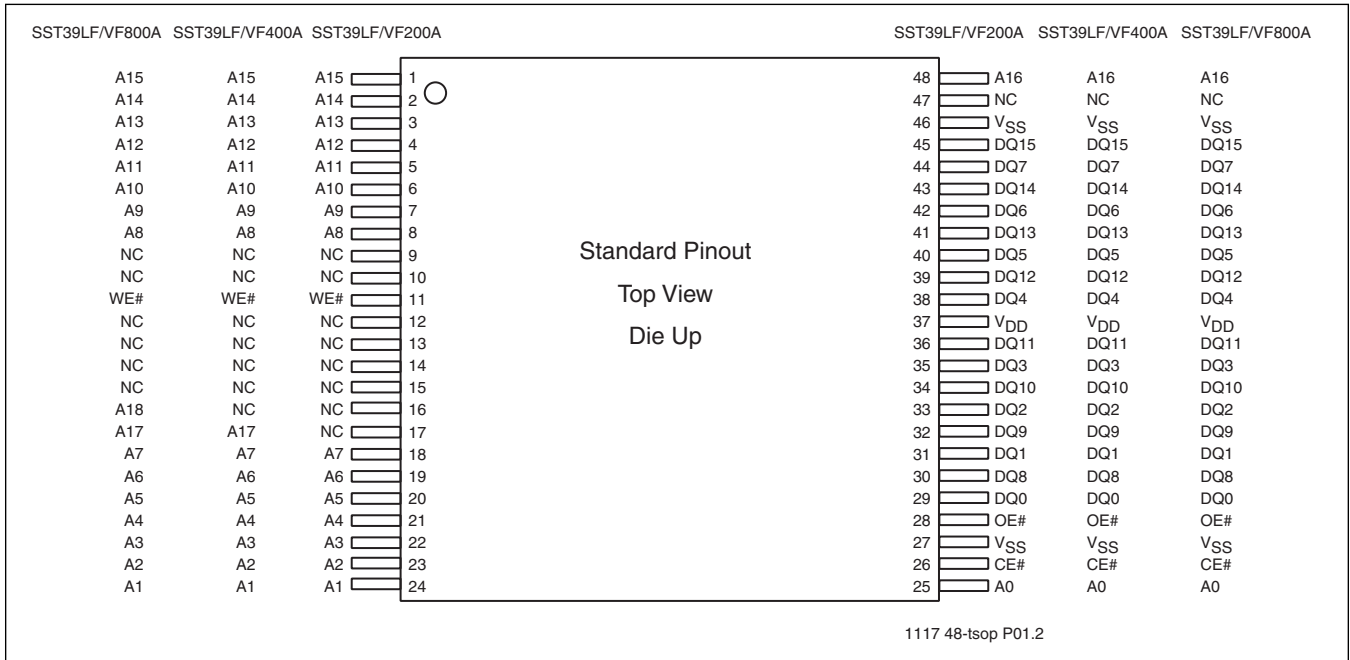 SST39LF/VF800A SST39LF/VF400A SST39LF/VF200A SST39LF/VF200A SST39LF/VF400A SST39LF/VF800A
A15 A15 A15 1 48 A16 A16 A16
A14 A14 A14 2 47 NC NC NC
A13 A13 A13 3 46 VSS VSS VSS
A12 A12 A12 4 45 DQ15 DQ15 DQ15
A11 A11 A11 5 44 DQ7 DQ7 DQ7
A10 A10 A10 6 43 DQ14 DQ14 DQ14
A9 A9 A9 7 42 DQ6 DQ6 DQ6
A8 A8 A8 8 41 DQ13 DQ13 DQ13
NC NC NC 9 Standard Pinout 40 DQ5 DQ5 DQ5
NC NC NC 10 39 DQ12 DQ12 DQ12
WE# WE# WE# 11 Top View 38 DQ4 DQ4 DQ4
NC NC NC 12 37 VDD VDD VDD
NC NC NC 13 Die Up 36 DQ11 DQ11 DQ11
NC NC NC 14 35 DQ3 DQ3 DQ3
NC NC NC 15 34 DQ10 DQ10 DQ10
A18 NC NC 16 33 DQ2 DQ2 DQ2
A17 A17 NC 17 32 DQ9 DQ9 DQ9
A7 A7 A7 18 31 DQ1 DQ1 DQ1
A6 A6 A6 19 30 DQ8 DQ8 DQ8
A5 A5 A5 20 29 DQ0 DQ0 DQ0
A4 A4 A4 21 28 OE# OE# OE#
A3 A3 A3 22 27 VSS VSS VSS
A2 A2 A2 23 26 CE# CE# CE#
A1 A1 A1 24 25 A0 A0 A0
1117 48-tsop P01.2